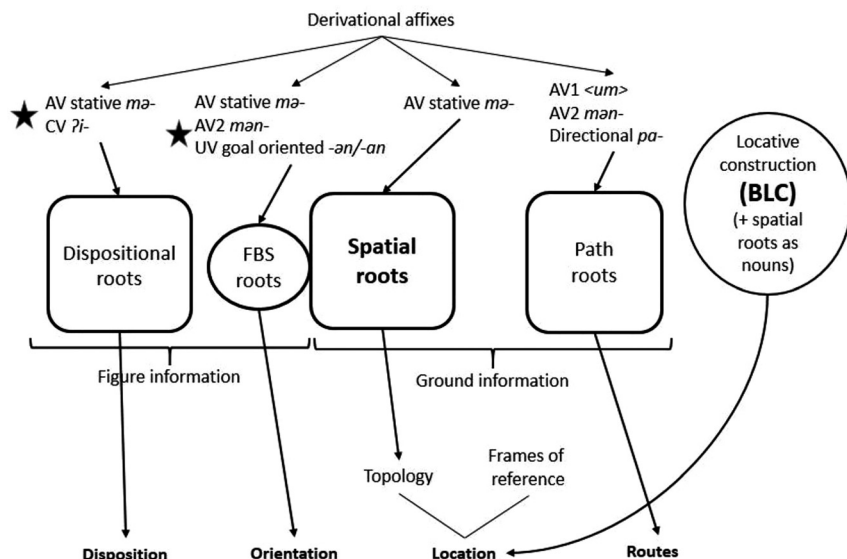 Derivational affixes
AV stative mə-
CV ʔi-
AV stative mə-
AV2 mən-
UV goal oriented -ən/-an
AV stative mə-
AV1 <um>
AV2 mən-
Directional pa-
Locative
construction
(BLC)
(+ spatial
roots as
nouns)
Dispositional
roots
FBS
roots
Spatial
roots
Path
roots
Figure information
Ground information
Topology
Frames of
reference
Disposition
Orientation
Location
Routes